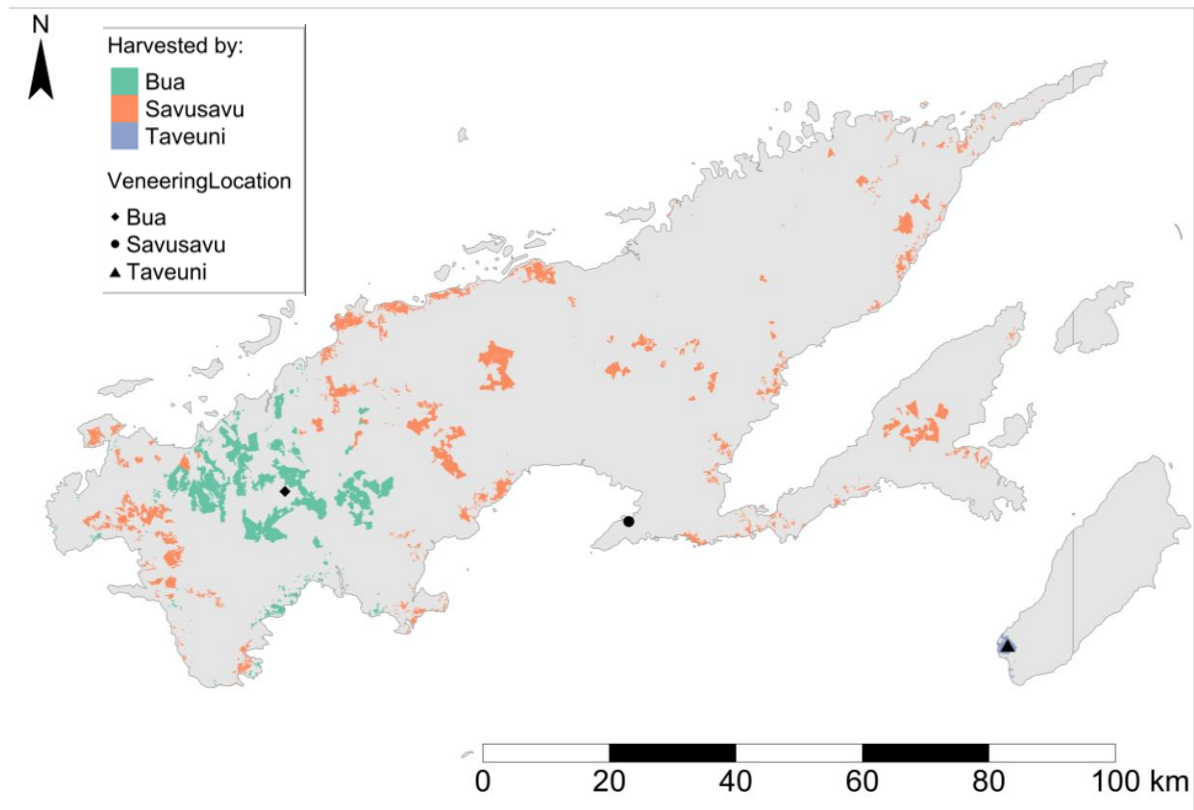 N
Harvested by:
Bua
Savusavu
Taveuni
VeneeringLocation
Bua
Savusavu
Taveuni
0 20 40 60 80 100 km